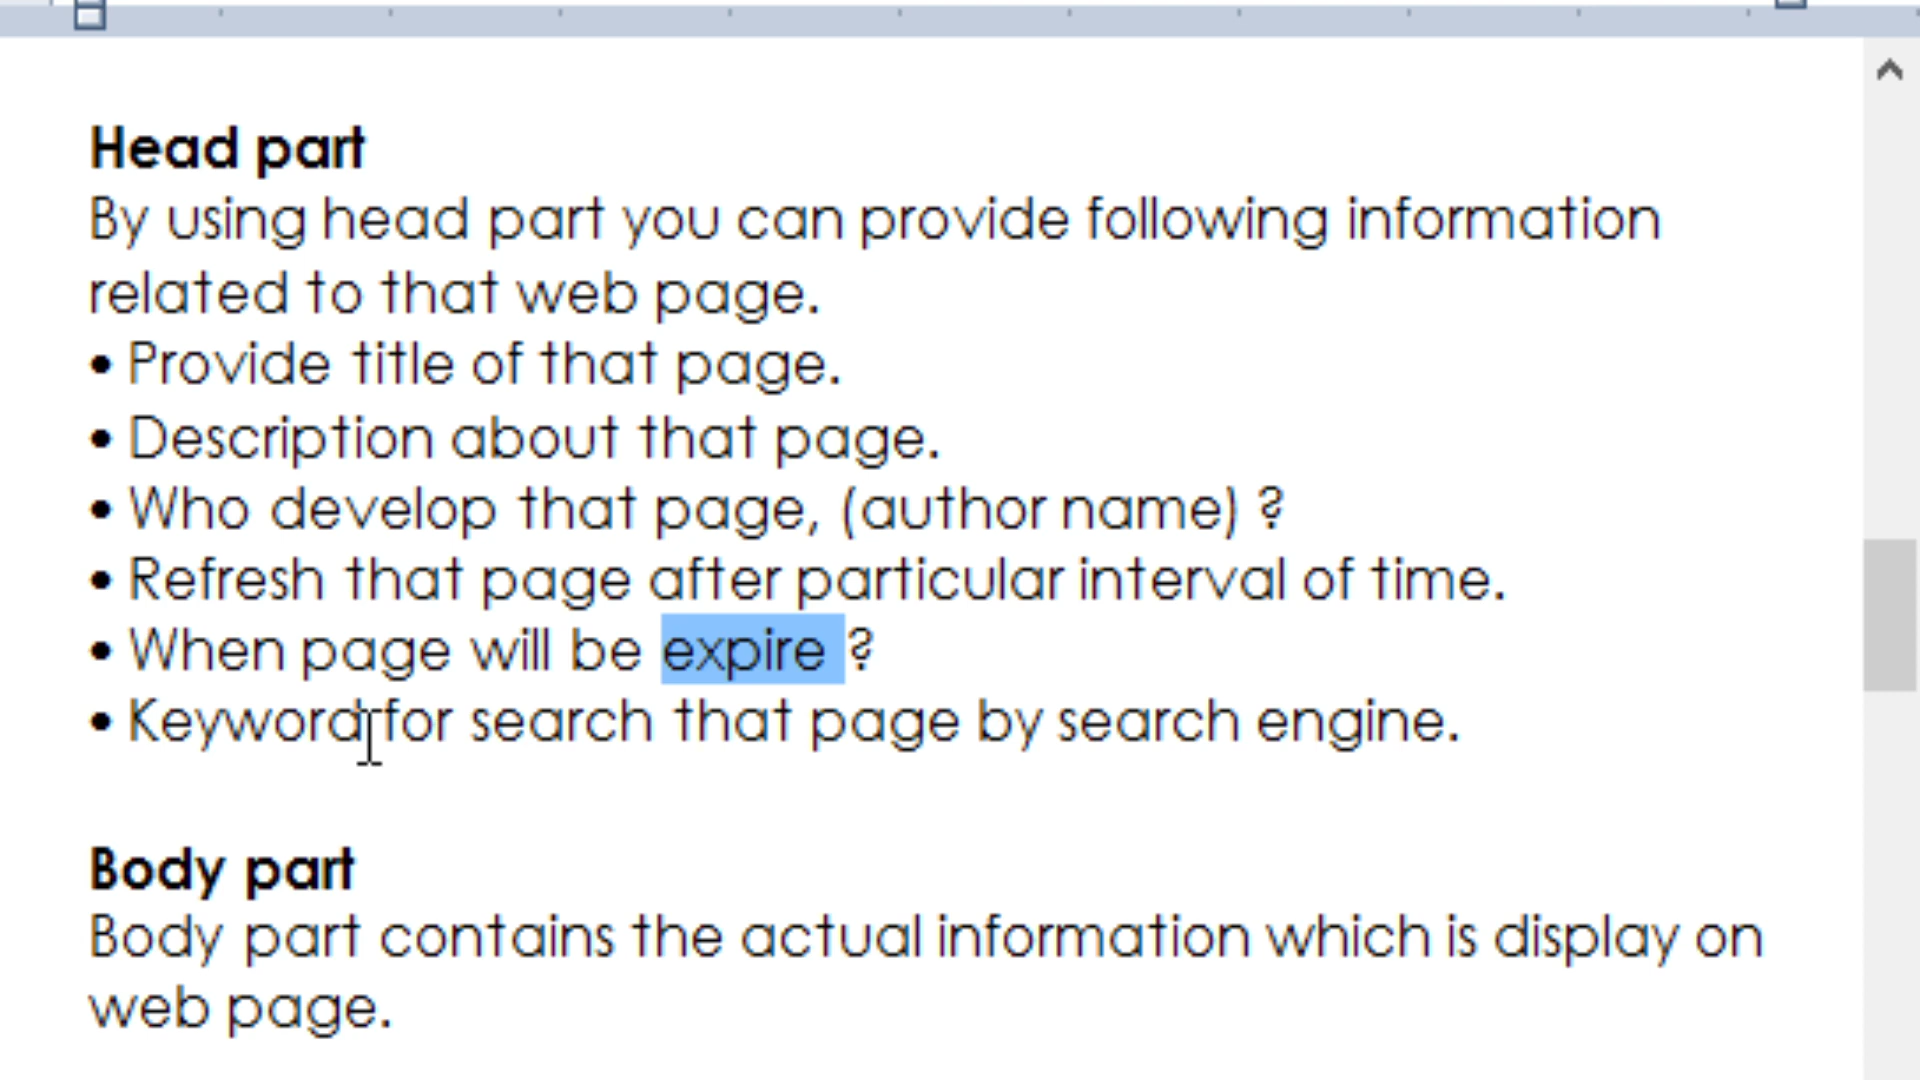 Head part
By using head part you can provide following information
related to that web page.
• Provide title of that page.
• Description about that page.
• Who develop that page, (author name) ?
• Refresh that page after particular interval of time.
• When page will be expire ?
• Keyword for search that page by search engine.
Body part
Body part contains the actual information which is display on
web page.